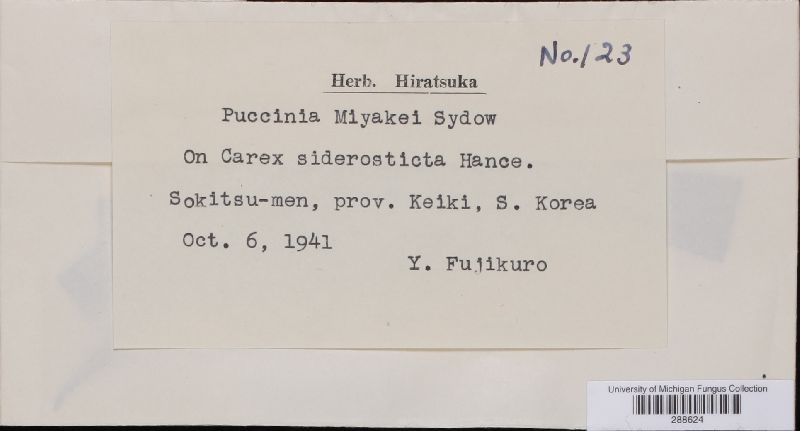 No. 123
Herb. Hiratsuka
Puccinia Miyakei Sydow
On Carex siderosticta Hance.
Sokitsu-men, prov. Keiki, S. Korea
Oct. 6, 1941
Y. Fujikuro
University of Michigan Fungus Collection
288624